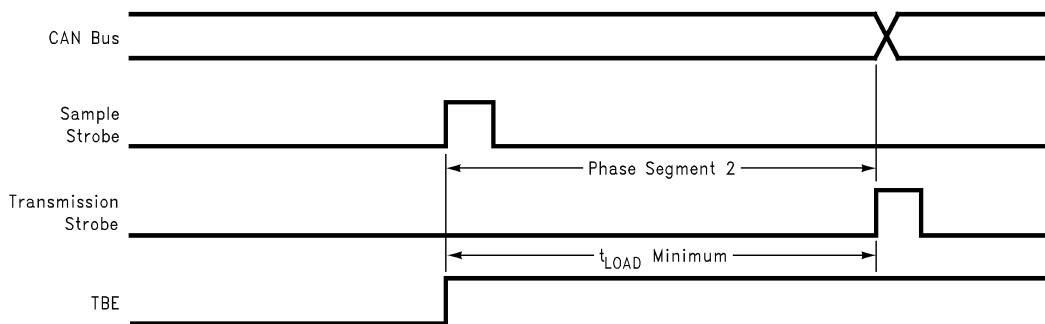 CAN Bus
Sample
Strobe
Phase Segment 2
Transmission
Strobe
tLOAD Minimum
TBE